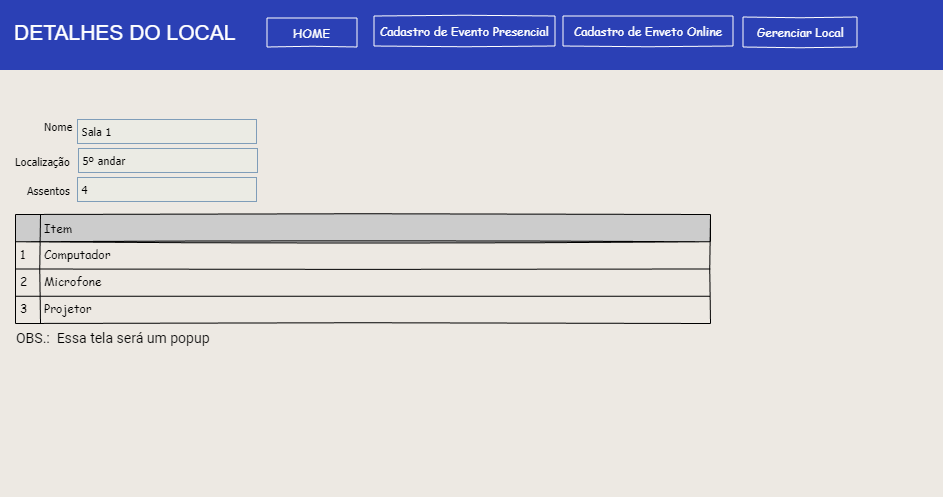 DETALHES DO LOCAL HOME Cadastro de Evento Presencial Cadastro de Enveto Online Gerenciar Local
Nome Sala 1
Localização 5º andar
Assentos 4
Item
1 Computador
2 Microfone
3 Projetor
OBS.: Essa tela será um popup